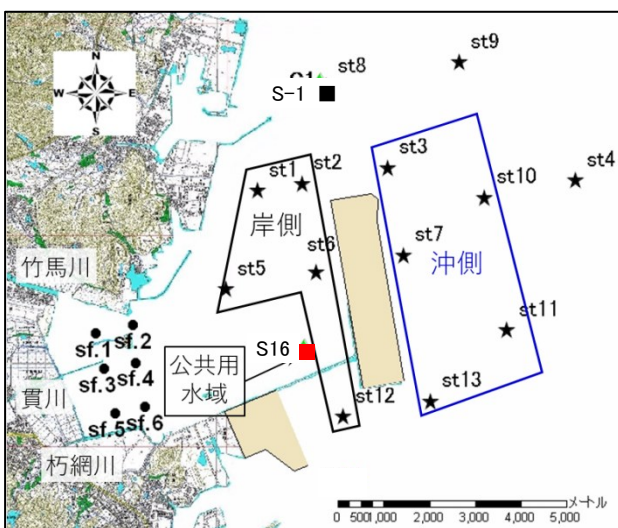 st9
st8
S-1
N
W E
S
st3
st4
st1
st2
st10
岸側
st6
st7
沖側
竹馬川
st5
st11
sf.1
sf.2
S16
公共用
水域
sf.3
sf.4
貫川
st13
st12
sf.5
sf.6
朽網川
メートル
0 500 1,000 2,000 3,000 4,000 5,000